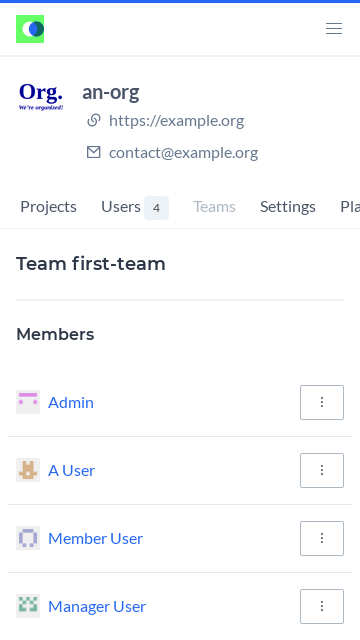 Org.
We're organized!
an-org
https://example.org
contact@example.org
Projects Users 4 Teams Settings Pla
Team first-team
Members
Admin
A User
Member User
Manager User